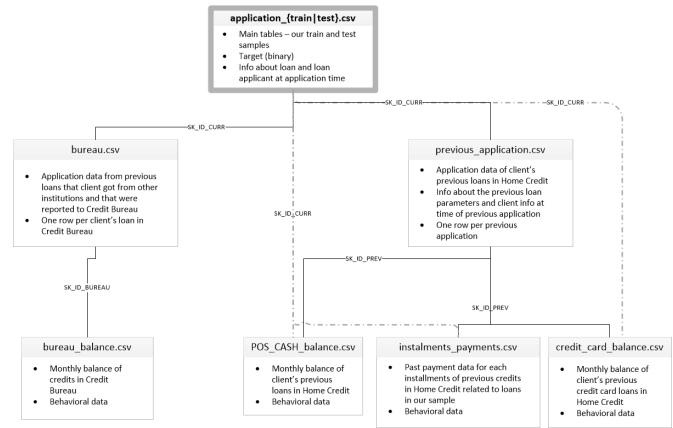 application_{train|test}.csv
• Main tables – our train and test
samples
• Target (binary)
• Info about loan and loan
applicant at application time
SK_ID_CURR
SK_ID_CURR
SK_ID_CURR
bureau.csv
• Application data from previous
loans that client got from other
institutions and that were
reported to Credit Bureau
• One row per client's loan in
Credit Bureau
previous_application.csv
• Application data of client's
previous loans in Home Credit
• Info about the previous loan
parameters and client info at
time of previous application
• One row per previous
application
SK_ID_CURR
SK_ID_PREV
SK_ID_BUREAU
SK_ID_PREV
bureau_balance.csv
• Monthly balance of
credits in Credit
Bureau
• Behavioral data
POS_CASH_balance.csv
• Monthly balance of
client's previous
loans in Home Credit
• Behavioral data
instalments_payments.csv
• Past payment data for each
installments of previous credits
in Home Credit related to loans
in our sample
• Behavioral data
credit_card_balance.csv
• Monthly balance of
client's previous
credit card loans in
Home Credit
• Behavioral data